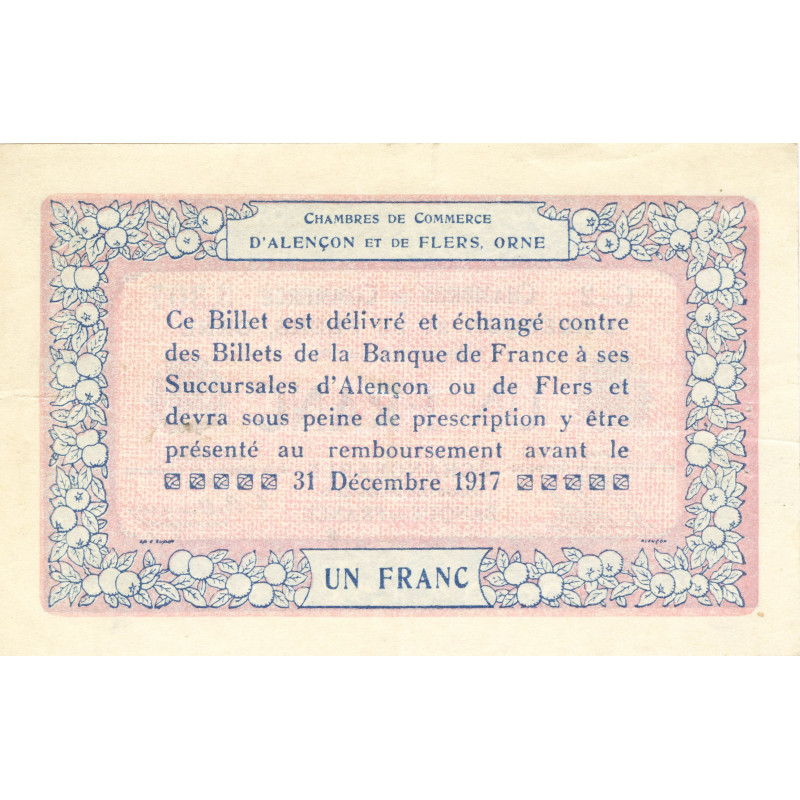 CHAMBRES DE COMMERCE
D'ALENÇON ET DE FLERS, ORNE
Ce Billet est délivré et échangé contre
des Billets de la Banque de France à ses
Succursales d'Alençon ou de Flers et
devra sous peine de prescription y être
présenté au remboursement avant le
31 Décembre 1917
ALENÇON
UN FRANC